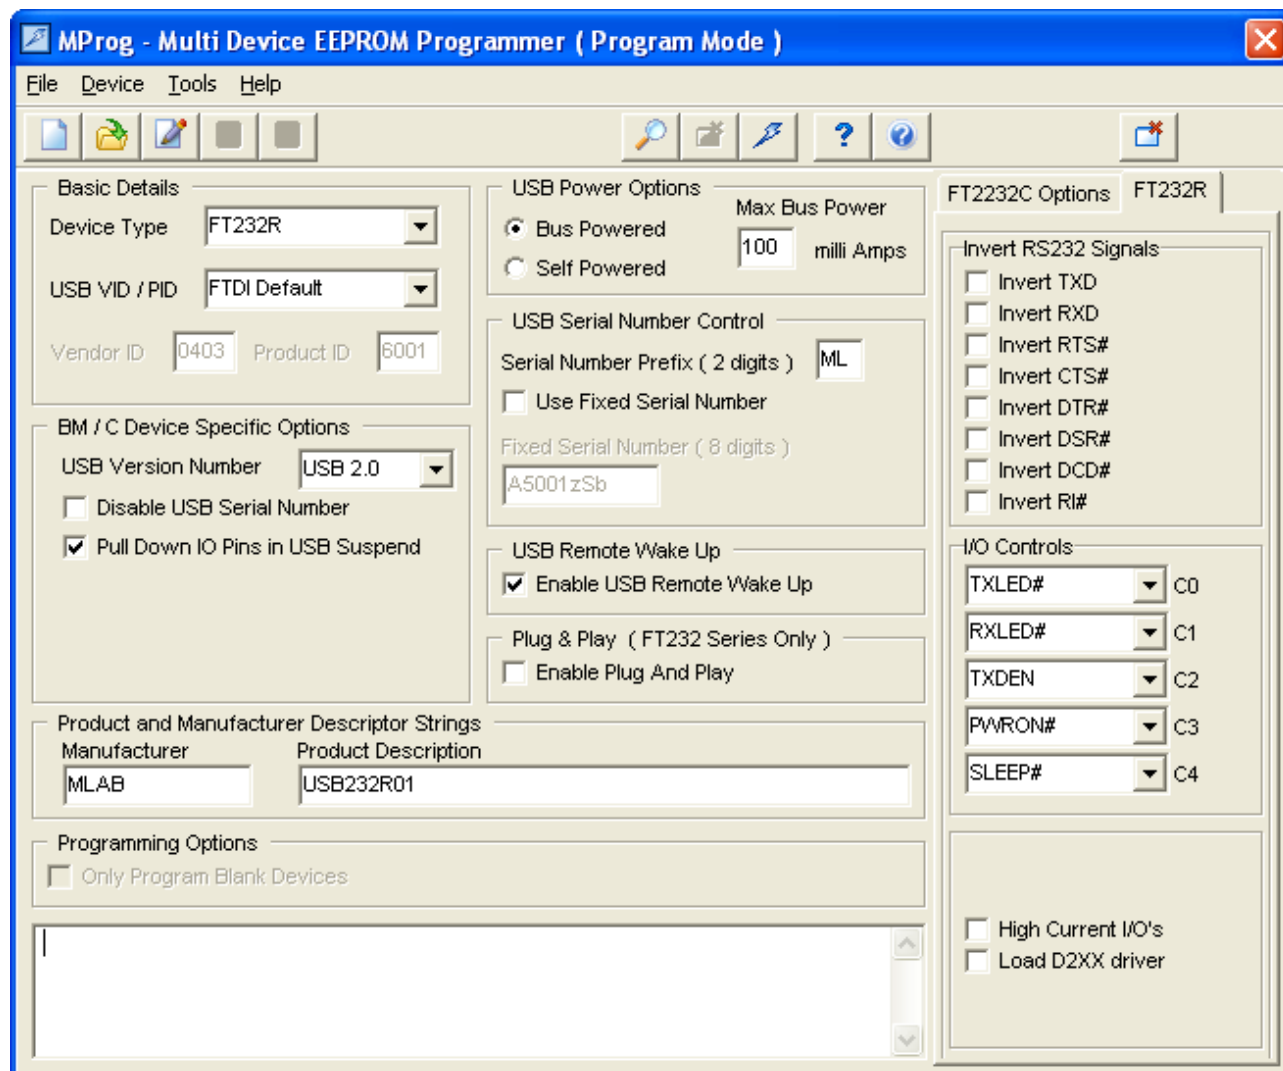 MProg - Multi Device EEPROM Programmer ( Program Mode )
File Device Tools Help
Basic Details
Device Type FT232R
USB VID / PID FTDI Default
Vendor ID 0403 Product ID 6001
BM / C Device Specific Options
USB Version Number USB 2.0
Disable USB Serial Number
Pull Down IO Pins in USB Suspend
USB Power Options
Bus Powered
Self Powered
Max Bus Power
100 milli Amps
USB Serial Number Control
Serial Number Prefix ( 2 digits ) ML
Use Fixed Serial Number
Fixed Serial Number ( 8 digits )
A5001zSb
USB Remote Wake Up
Enable USB Remote Wake Up
Plug & Play ( FT232 Series Only )
Enable Plug And Play
Product and Manufacturer Descriptor Strings
Manufacturer Product Description
MLAB USB232R01
Programming Options
Only Program Blank Devices
FT2232C Options FT232R
Invert RS232 Signals
Invert TXD
Invert RXD
Invert RTS#
Invert CTS#
Invert DTR#
Invert DSR#
Invert DCD#
Invert RI#
I/O Controls
TXLED# C0
RXLED# C1
TXDEN C2
PWRON# C3
SLEEP# C4
High Current I/O's
Load D2XX driver